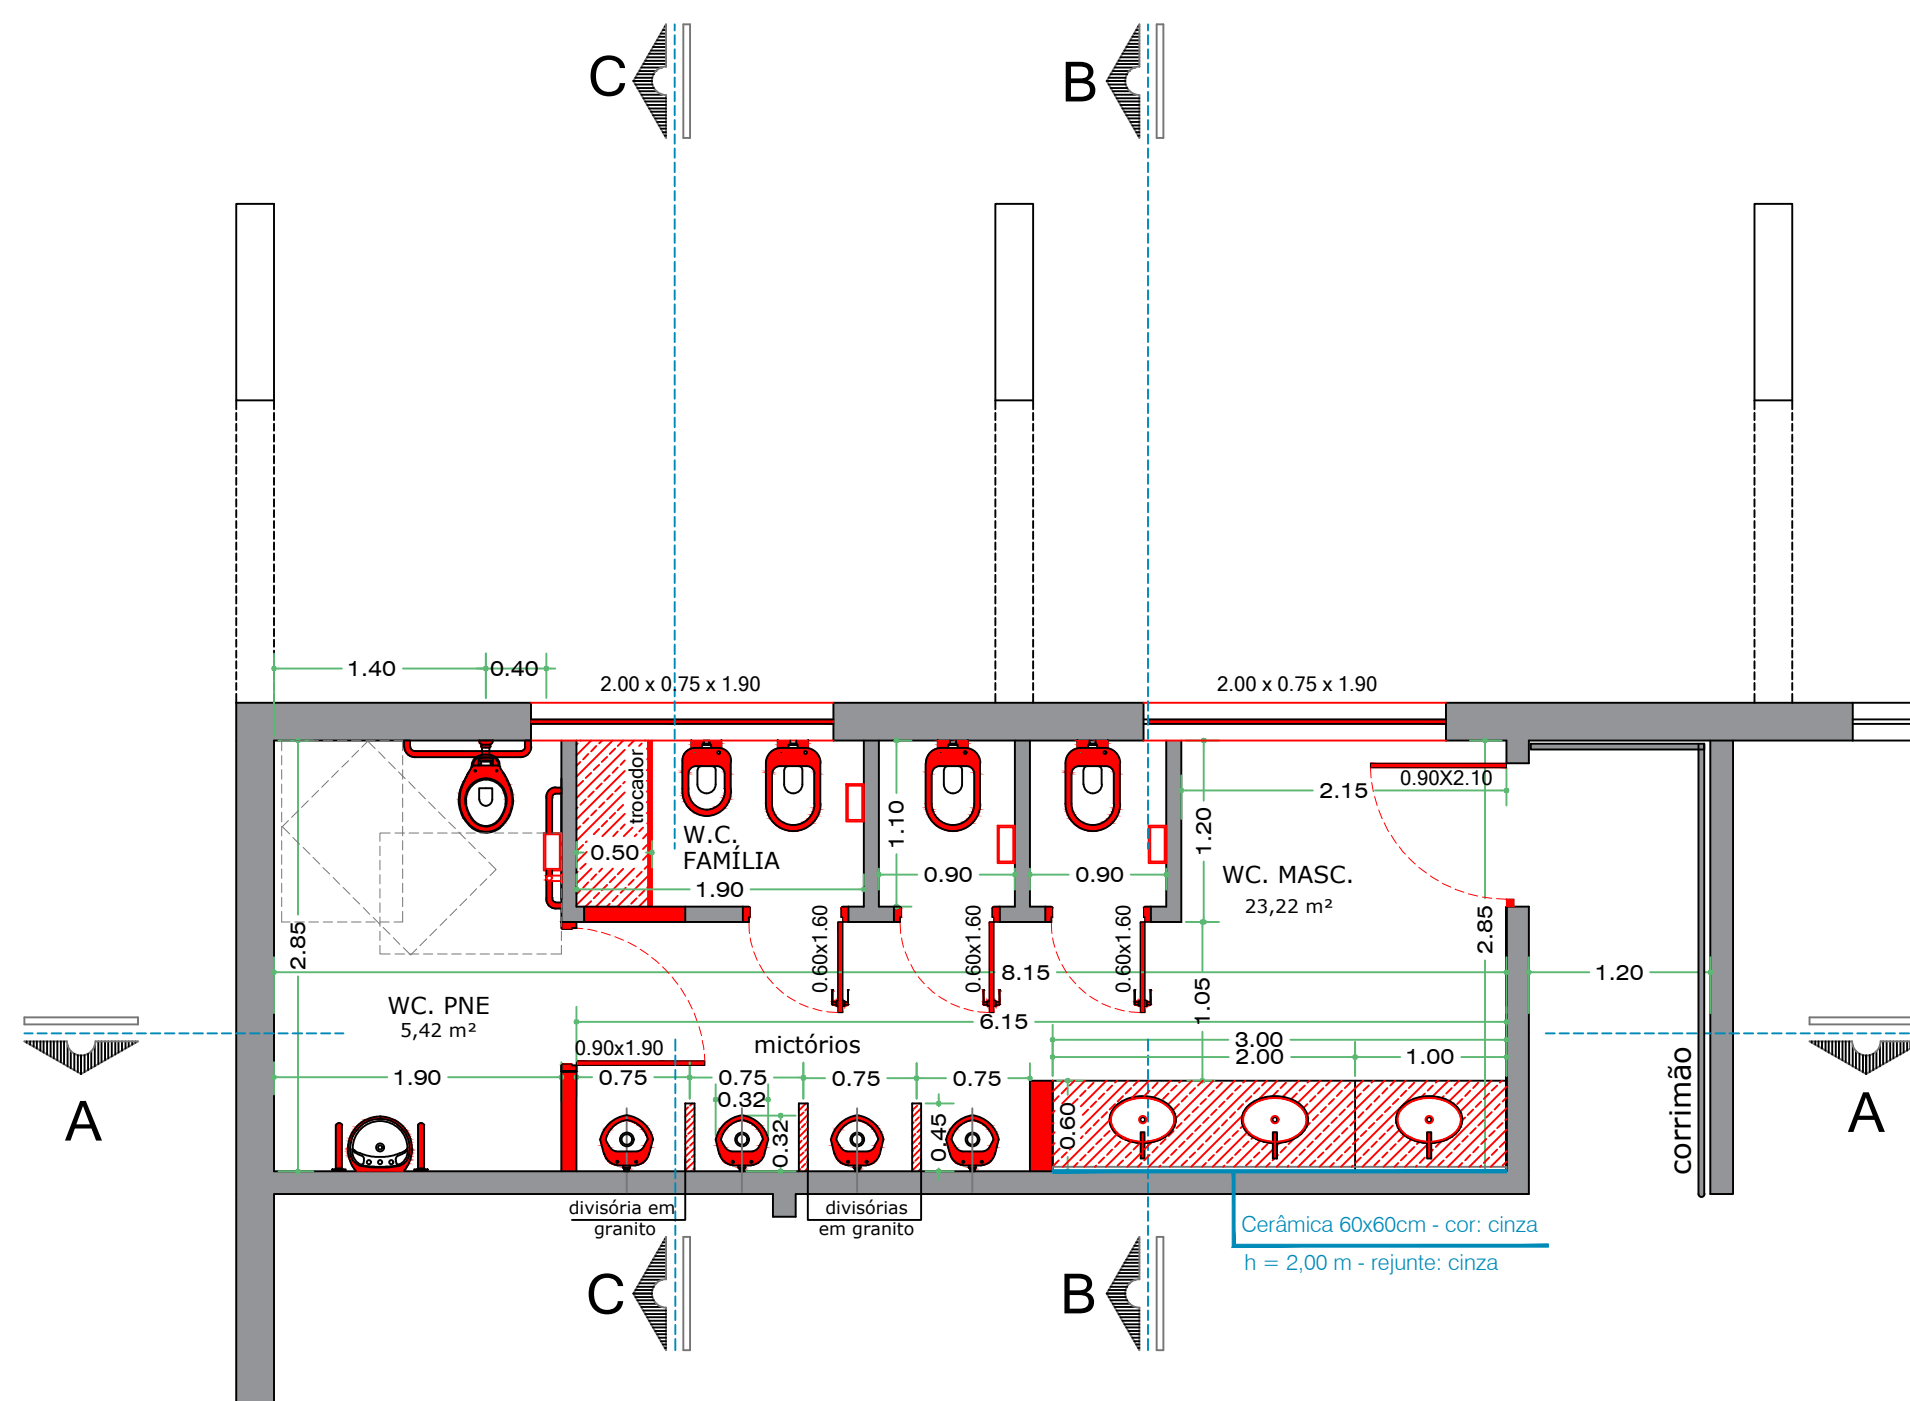 C
B
1.40
0.40
2.00 x 0.75 x 1.90
2.00 x 0.75 x 1.90
trocador
0.90X2.10
2.15
1.10
1.20
W.C.
FAMÍLIA
0.50
1.90
0.90
0.90
WC. MASC.
23,22 m²
2.85
0.60x1.60
0.60x1.60
0.60x1.60
2.85
8.15
1.20
WC. PNE
5,42 m²
1.05
6.15
0.90x1.90
mictórios
3.00
2.00
1.00
1.90
0.75
0.75
0.75
0.75
0.32
0.32
0.45
0.60
corrimão
A
A
divisória em
granito
divisórias
em granito
Cerâmica 60x60cm - cor: cinza
h = 2,00 m - rejunte: cinza
C
B